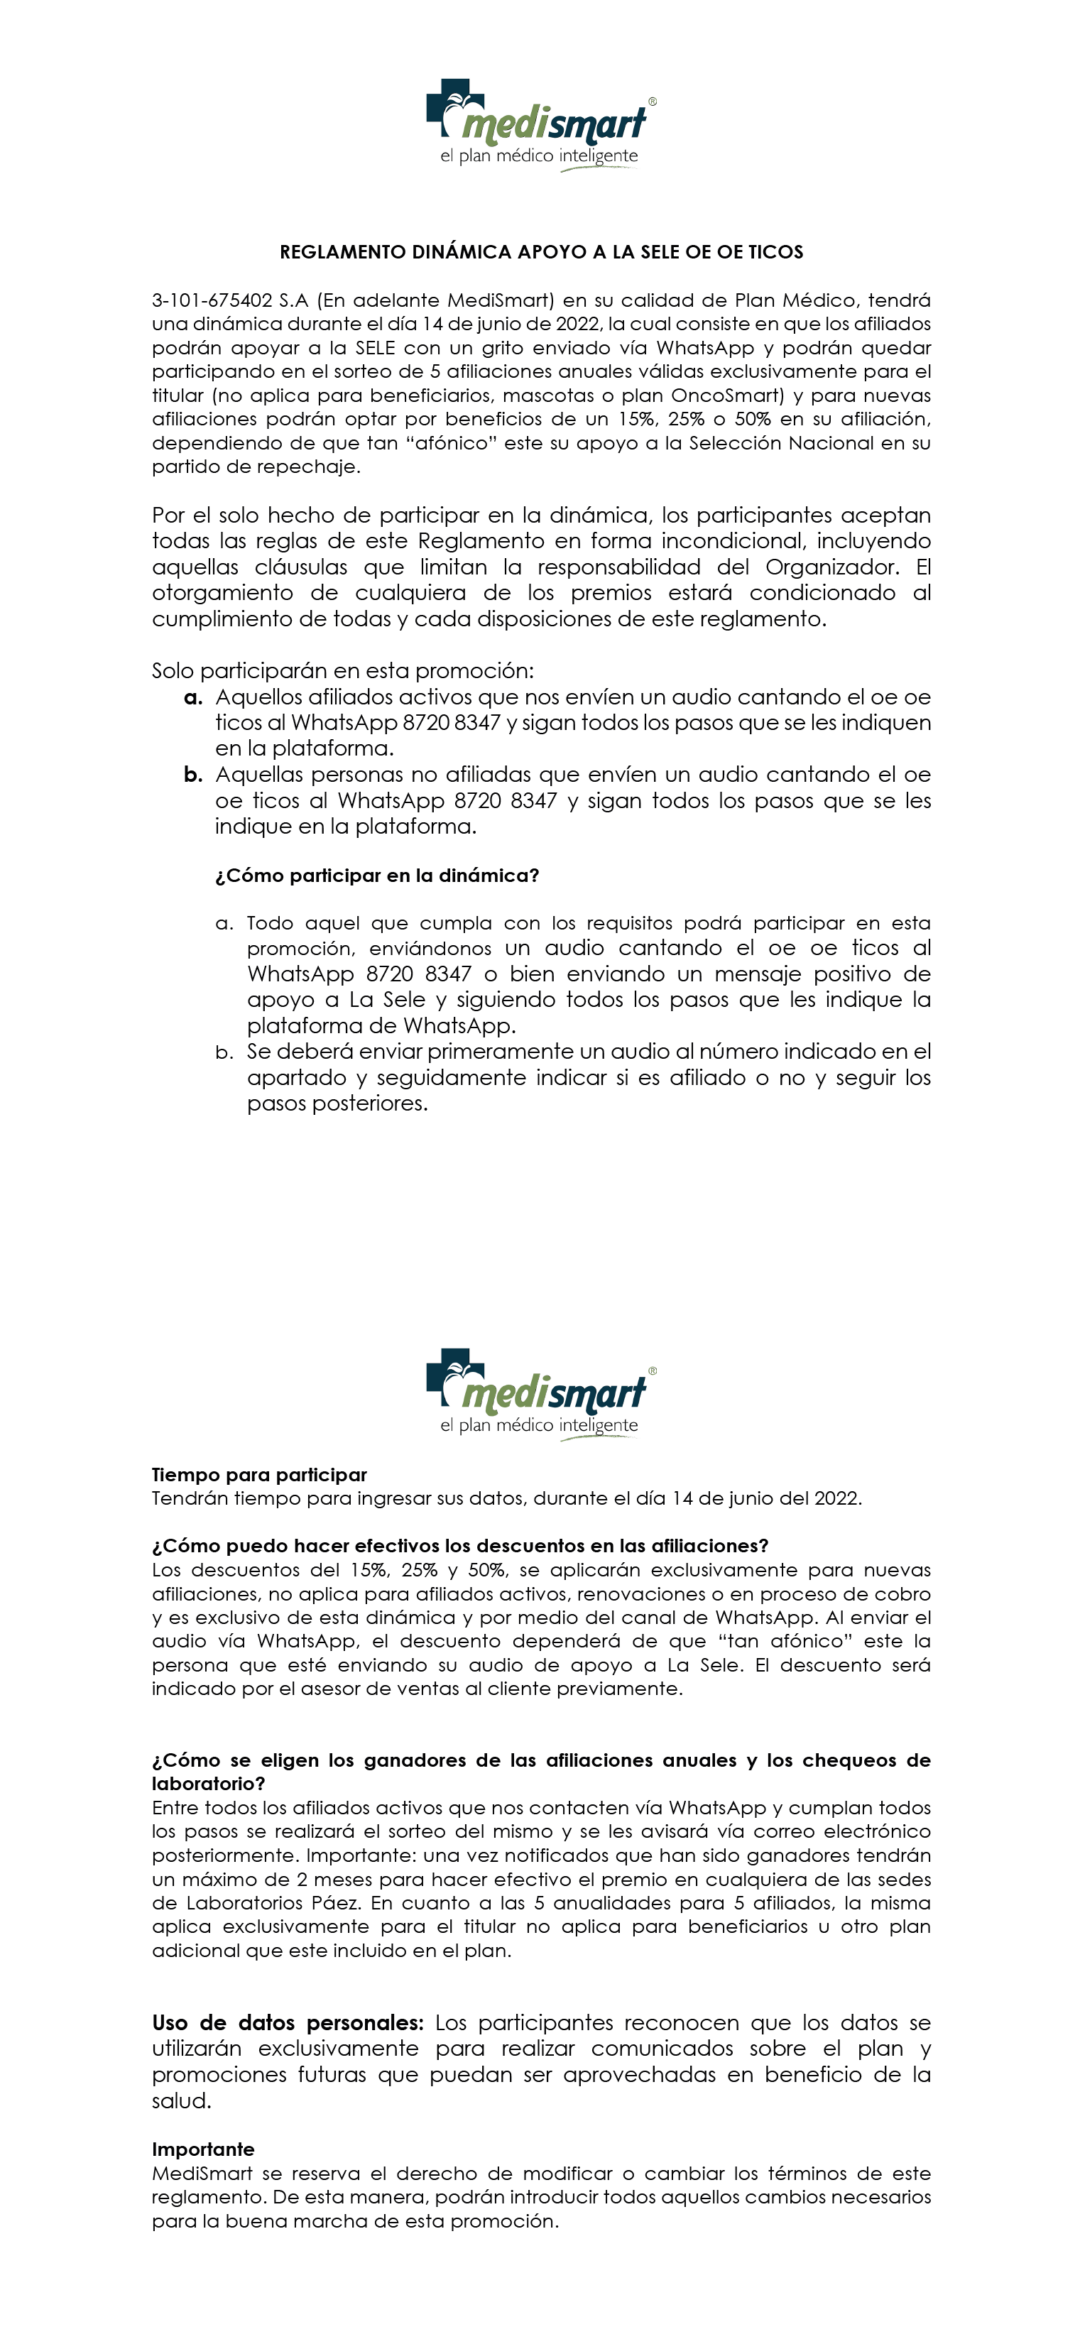 medismart®
el plan médico inteligente
REGLAMENTO DINÁMICA APOYO A LA SELE OE OE TICOS
3-101-675402 S.A (En adelante MediSmart) en su calidad de Plan Médico, tendrá
una dinámica durante el día 14 de junio de 2022, la cual consiste en que los afiliados
podrán apoyar a la SELE con un grito enviado vía WhatsApp y podrán quedar
participando en el sorteo de 5 afiliaciones anuales válidas exclusivamente para el
titular (no aplica para beneficiarios, mascotas o plan OncoSmart) y para nuevas
afiliaciones podrán optar por beneficios de un 15%, 25% o 50% en su afiliación,
dependiendo de que tan “afónico” este su apoyo a la Selección Nacional en su
partido de repechaje.
Por el solo hecho de participar en la dinámica, los participantes aceptan
todas las reglas de este Reglamento en forma incondicional, incluyendo
aquellas cláusulas que limitan la responsabilidad del Organizador. El
otorgamiento de cualquiera de los premios estará condicionado al
cumplimiento de todas y cada disposiciones de este reglamento.
Solo participarán en esta promoción:
a. Aquellos afiliados activos que nos envíen un audio cantando el oe oe
ticos al WhatsApp 8720 8347 y sigan todos los pasos que se les indiquen
en la plataforma.
b. Aquellas personas no afiliadas que envíen un audio cantando el oe
oe ticos al WhatsApp 8720 8347 y sigan todos los pasos que se les
indique en la plataforma.
¿Cómo participar en la dinámica?
a. Todo aquel que cumpla con los requisitos podrá participar en esta
promoción, enviándonos un audio cantando el oe oe ticos al
WhatsApp 8720 8347 o bien enviando un mensaje positivo de
apoyo a La Sele y siguiendo todos los pasos que les indique la
plataforma de WhatsApp.
b. Se deberá enviar primeramente un audio al número indicado en el
apartado y seguidamente indicar si es afiliado o no y seguir los
pasos posteriores.
medismart®
el plan médico inteligente
Tiempo para participar
Tendrán tiempo para ingresar sus datos, durante el día 14 de junio del 2022.
¿Cómo puedo hacer efectivos los descuentos en las afiliaciones?
Los descuentos del 15%, 25% y 50%, se aplicarán exclusivamente para nuevas
afiliaciones, no aplica para afiliados activos, renovaciones o en proceso de cobro
y es exclusivo de esta dinámica y por medio del canal de WhatsApp. Al enviar el
audio vía WhatsApp, el descuento dependerá de que “tan afónico” este la
persona que esté enviando su audio de apoyo a La Sele. El descuento será
indicado por el asesor de ventas al cliente previamente.
¿Cómo se eligen los ganadores de las afiliaciones anuales y los chequeos de
laboratorio?
Entre todos los afiliados activos que nos contacten vía WhatsApp y cumplan todos
los pasos se realizará el sorteo del mismo y se les avisará vía correo electrónico
posteriormente. Importante: una vez notificados que han sido ganadores tendrán
un máximo de 2 meses para hacer efectivo el premio en cualquiera de las sedes
de Laboratorios Páez. En cuanto a las 5 anualidades para 5 afiliados, la misma
aplica exclusivamente para el titular no aplica para beneficiarios u otro plan
adicional que este incluido en el plan.
Uso de datos personales: Los participantes reconocen que los datos se
utilizarán exclusivamente para realizar comunicados sobre el plan y
promociones futuras que puedan ser aprovechadas en beneficio de la
salud.
Importante
MediSmart se reserva el derecho de modificar o cambiar los términos de este
reglamento. De esta manera, podrán introducir todos aquellos cambios necesarios
para la buena marcha de esta promoción.